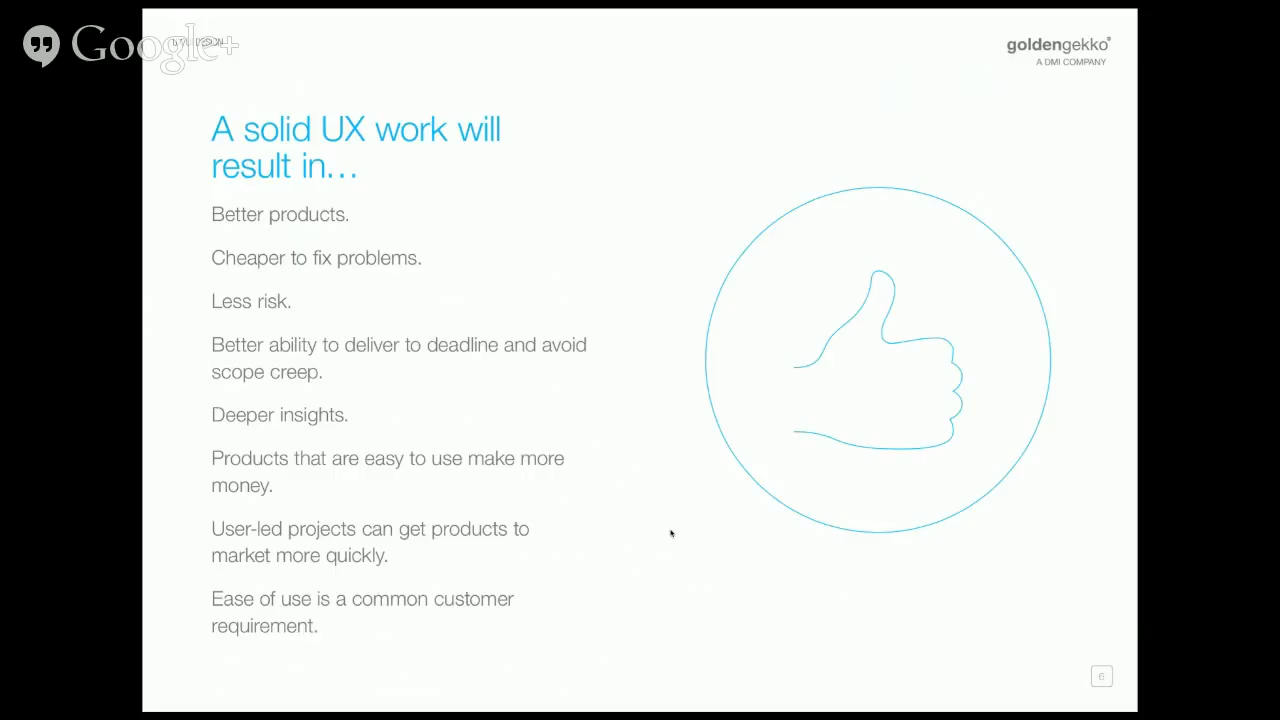 Google+
goldengekko
A DMI COMPANY
A solid UX work will
result in…
Better products.
Cheaper to fix problems.
Less risk.
Better ability to deliver to deadline and avoid
scope creep.
Deeper insights.
Products that are easy to use make more
money.
User-led projects can get products to
market more quickly.
Ease of use is a common customer
requirement.
6